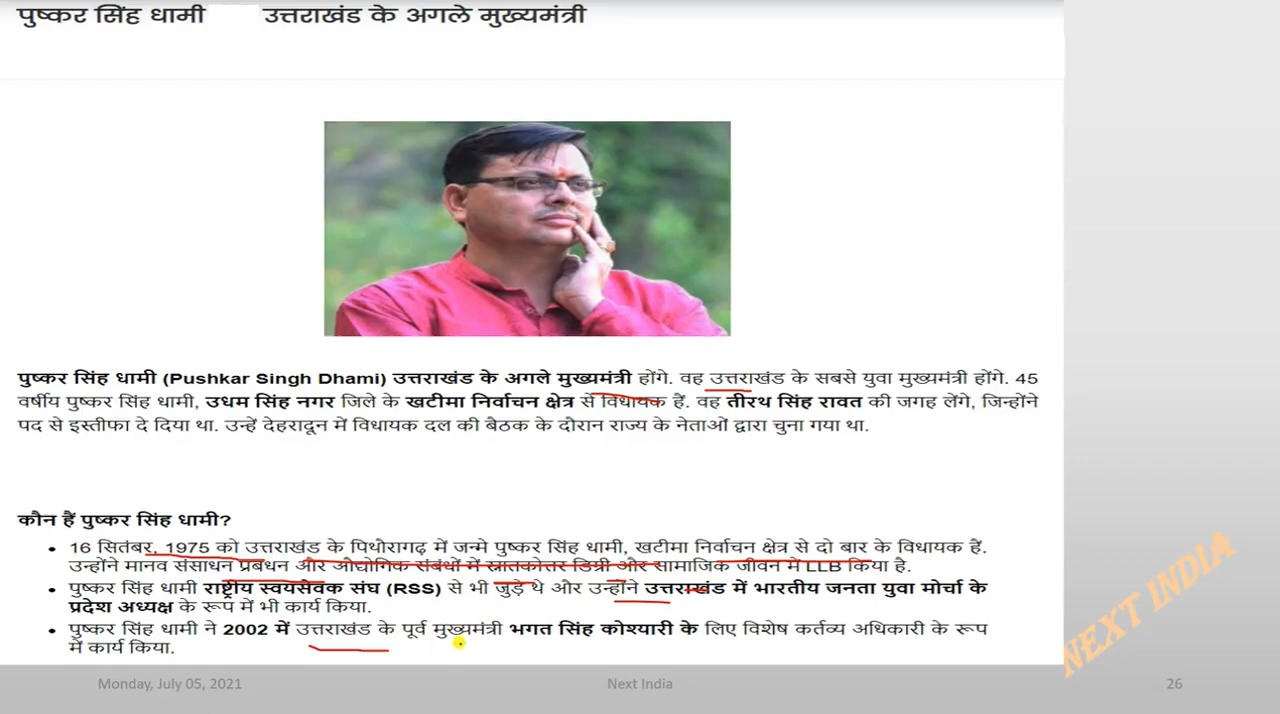 पुष्कर सिंह धामी उत्तराखंड के अगले मुख्यमंत्री
पुष्कर सिंह धामी (Pushkar Singh Dhami) उत्तराखंड के अगले मुख्यमंत्री होंगे. वह उत्तराखंड के सबसे युवा मुख्यमंत्री होंगे. 45
वर्षीय पुष्कर सिंह धामी, उधम सिंह नगर जिले के खटीमा निर्वाचन क्षेत्र से विधायक हैं. वह तीरथ सिंह रावत की जगह लेंगे, जिन्होंने
पद से इस्तीफा दे दिया था. उन्हें देहरादून में विधायक दल की बैठक के दौरान राज्य के नेताओं द्वारा चुना गया था.
कौन हैं पुष्कर सिंह धामी?
• 16 सितंबर, 1975 को उत्तराखंड के पिथौरागढ़ में जन्मे पुष्कर सिंह धामी, खटीमा निर्वाचन क्षेत्र से दो बार के विधायक हैं.
उन्होंने मानव संसाधन प्रबंधन और औद्योगिक संबंधों में स्नातकोत्तर डिग्री और सामाजिक जीवन में LLB किया है.
• पुष्कर सिंह धामी राष्ट्रीय स्वयंसेवक संघ (RSS) से भी जुड़े थे और उन्होंने उत्तराखंड में भारतीय जनता युवा मोर्चा के
प्रदेश अध्यक्ष के रूप में भी कार्य किया.
• पुष्कर सिंह धामी ने 2002 में उत्तराखंड के पूर्व मुख्यमंत्री भगत सिंह कोश्यारी के लिए विशेष कर्तव्य अधिकारी के रूप
में कार्य किया.
NEXT INDIA
Monday, July 05, 2021 Next India 26